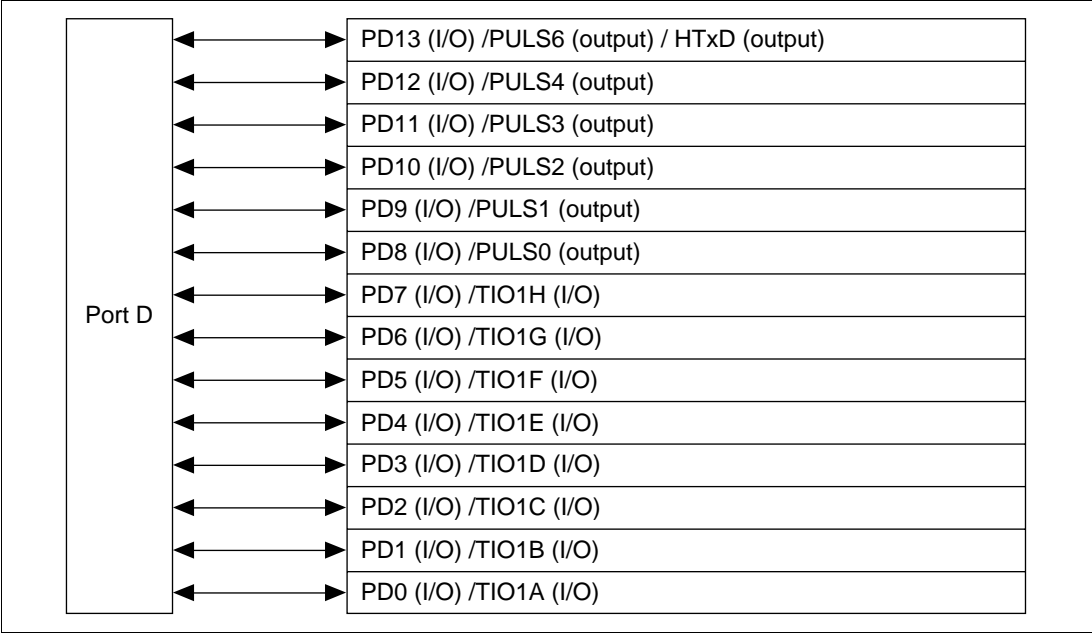 PD13 (I/O) /PULS6 (output) / HTxD (output)
PD12 (I/O) /PULS4 (output)
PD11 (I/O) /PULS3 (output)
PD10 (I/O) /PULS2 (output)
PD9 (I/O) /PULS1 (output)
PD8 (I/O) /PULS0 (output)
PD7 (I/O) /TIO1H (I/O)
Port D
PD6 (I/O) /TIO1G (I/O)
PD5 (I/O) /TIO1F (I/O)
PD4 (I/O) /TIO1E (I/O)
PD3 (I/O) /TIO1D (I/O)
PD2 (I/O) /TIO1C (I/O)
PD1 (I/O) /TIO1B (I/O)
PD0 (I/O) /TIO1A (I/O)